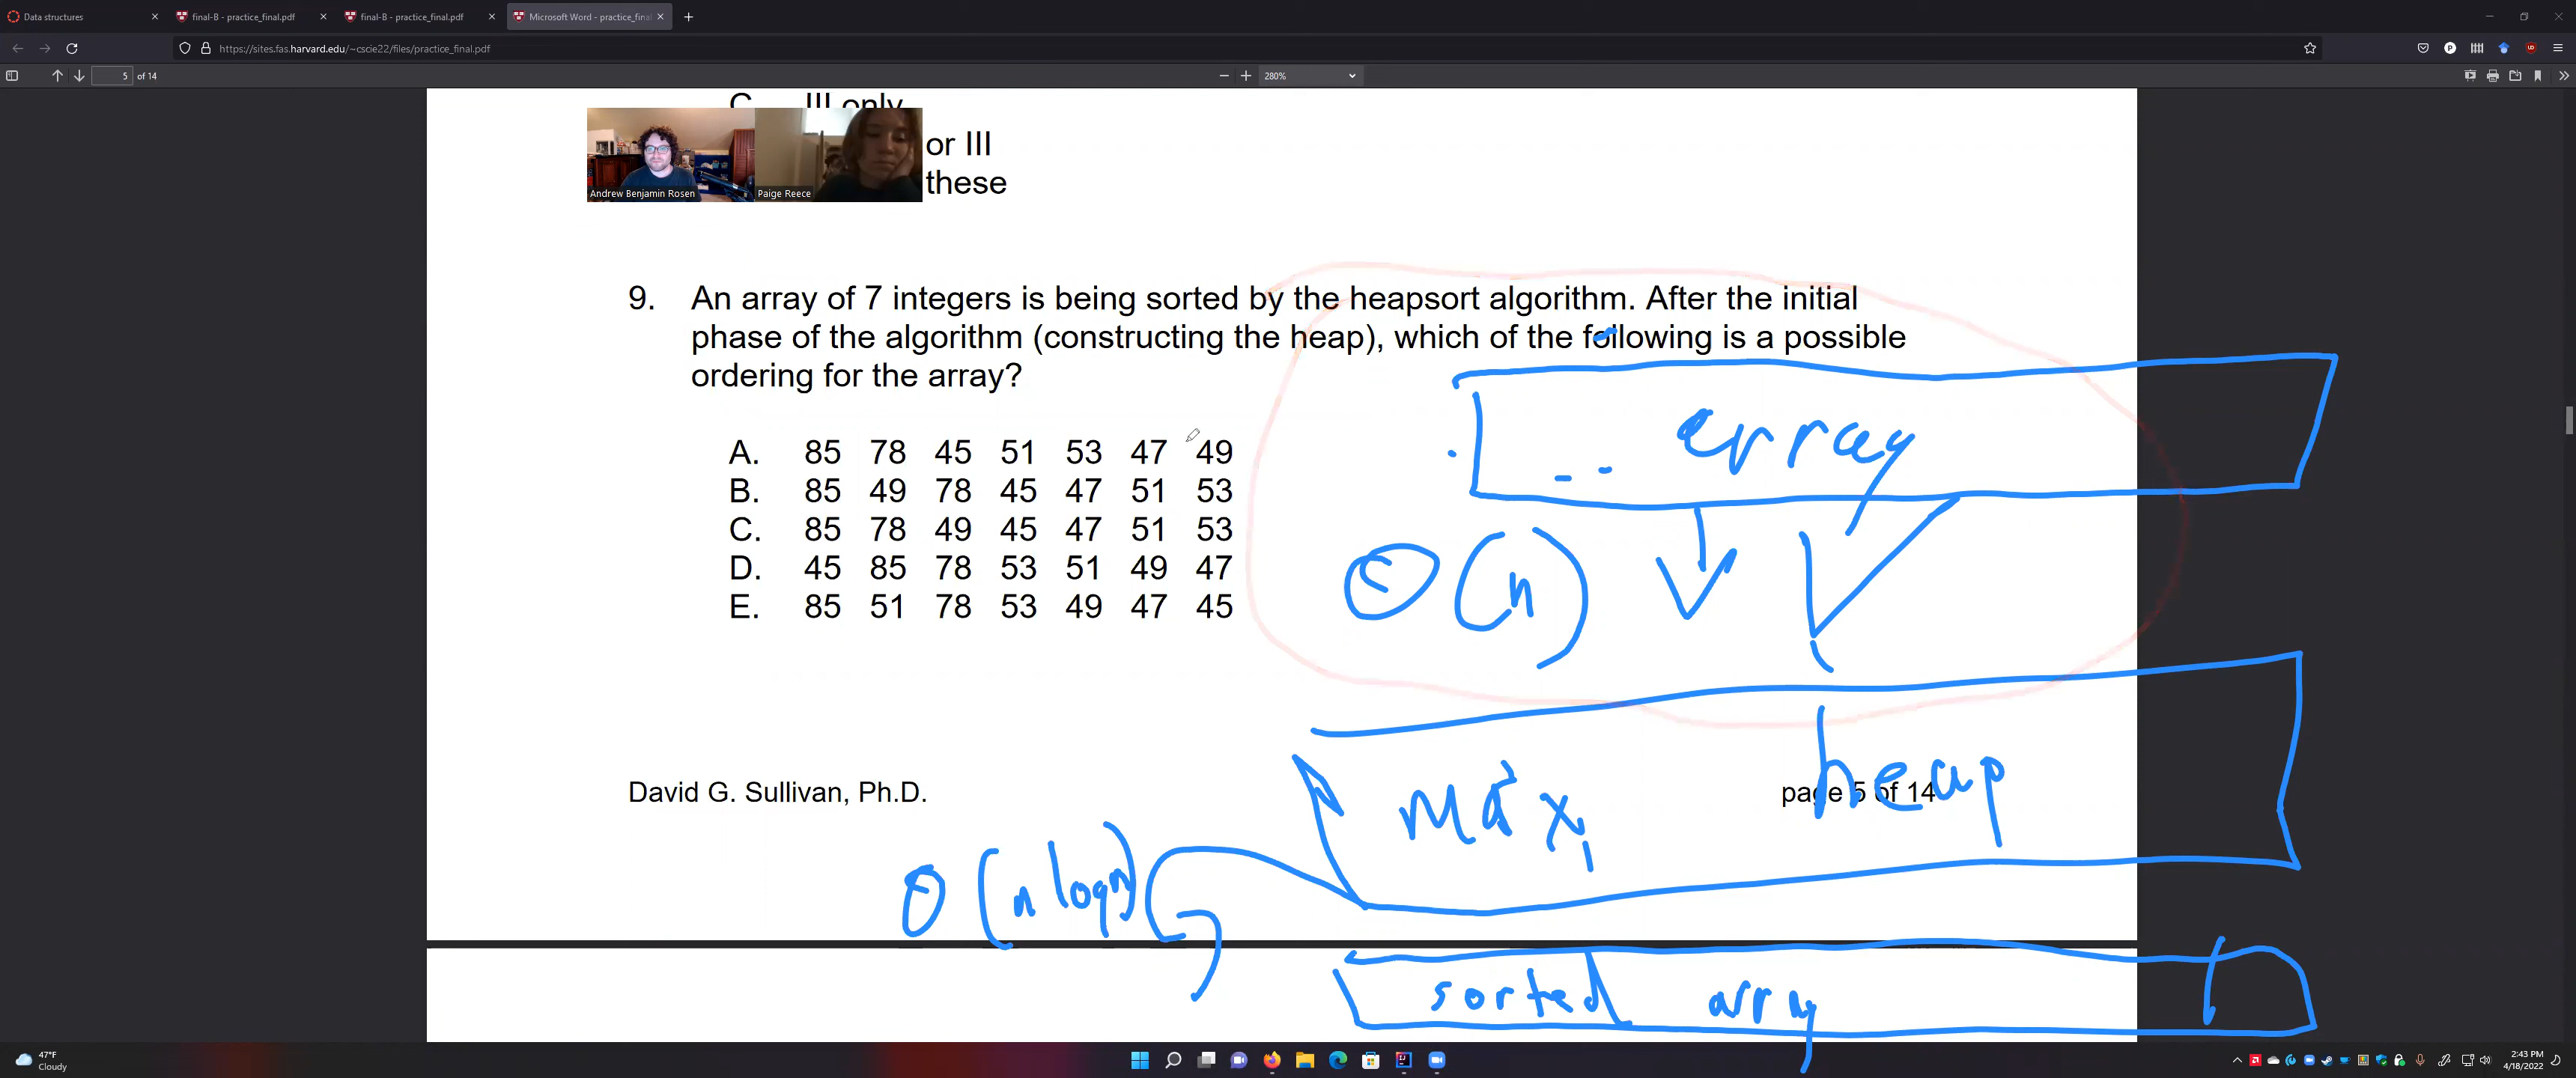 Data structures
final-B - practice_final.pdf
final-B - practice_final.pdf
Microsoft Word - practice_final
https://sites.fas.harvard.edu/~cscie22/files/practice_final.pdf
5 of 14
280%
C. III only
or III
these
Andrew Benjamin Rosen
Paige Reece
9. An array of 7 integers is being sorted by the heapsort algorithm. After the initial
phase of the algorithm (constructing the heap), which of the following is a possible
ordering for the array?
A. 85 78 45 51 53 47 49
B. 85 49 78 45 47 51 53
C. 85 78 49 45 47 51 53
D. 45 85 78 53 51 49 47
E. 85 51 78 53 49 47 45
array
Θ(n)
max heap
David G. Sullivan, Ph.D.
page 5 of 14
Θ(n logn)
sorted array
47°F
Cloudy
2:43 PM
4/18/2022